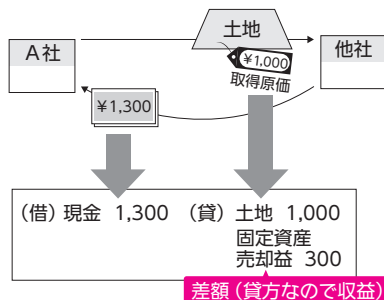 土地
A社
他社
¥1,000
取得原価
¥1,300
(借) 現金 1,300 (貸) 土地 1,000
固定資産
売却益 300
差額(貸方なので収益)